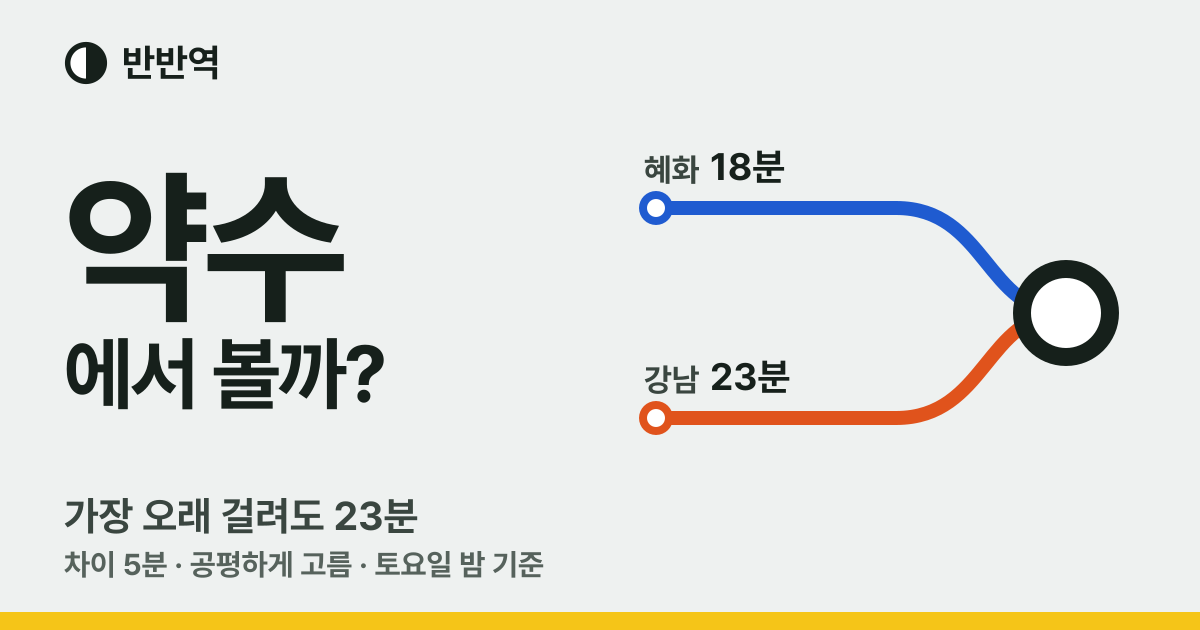 반반역
약수
에서 볼까?
혜화 18분
강남 23분
가장 오래 걸려도 23분
차이 5분 · 공평하게 고름 · 토요일 밤 기준